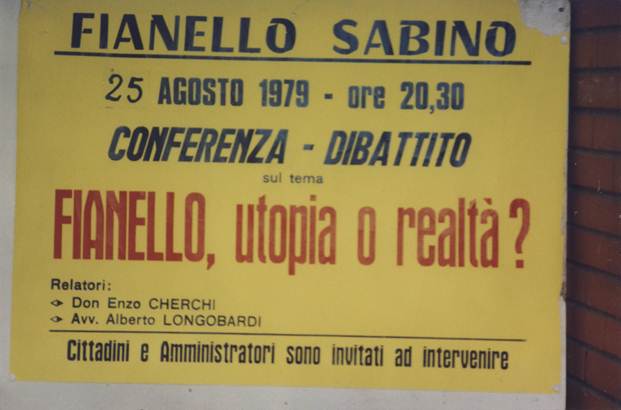 FIANELLO SABINO
25 AGOSTO 1979 - ore 20,30
CONFERENZA - DIBATTITO
sul tema
FIANELLO, utopia o realtà?
Relatori:
Don Enzo CHERCHI
Avv. Alberto LONGOBARDI
Cittadini e Amministratori sono invitati ad intervenire